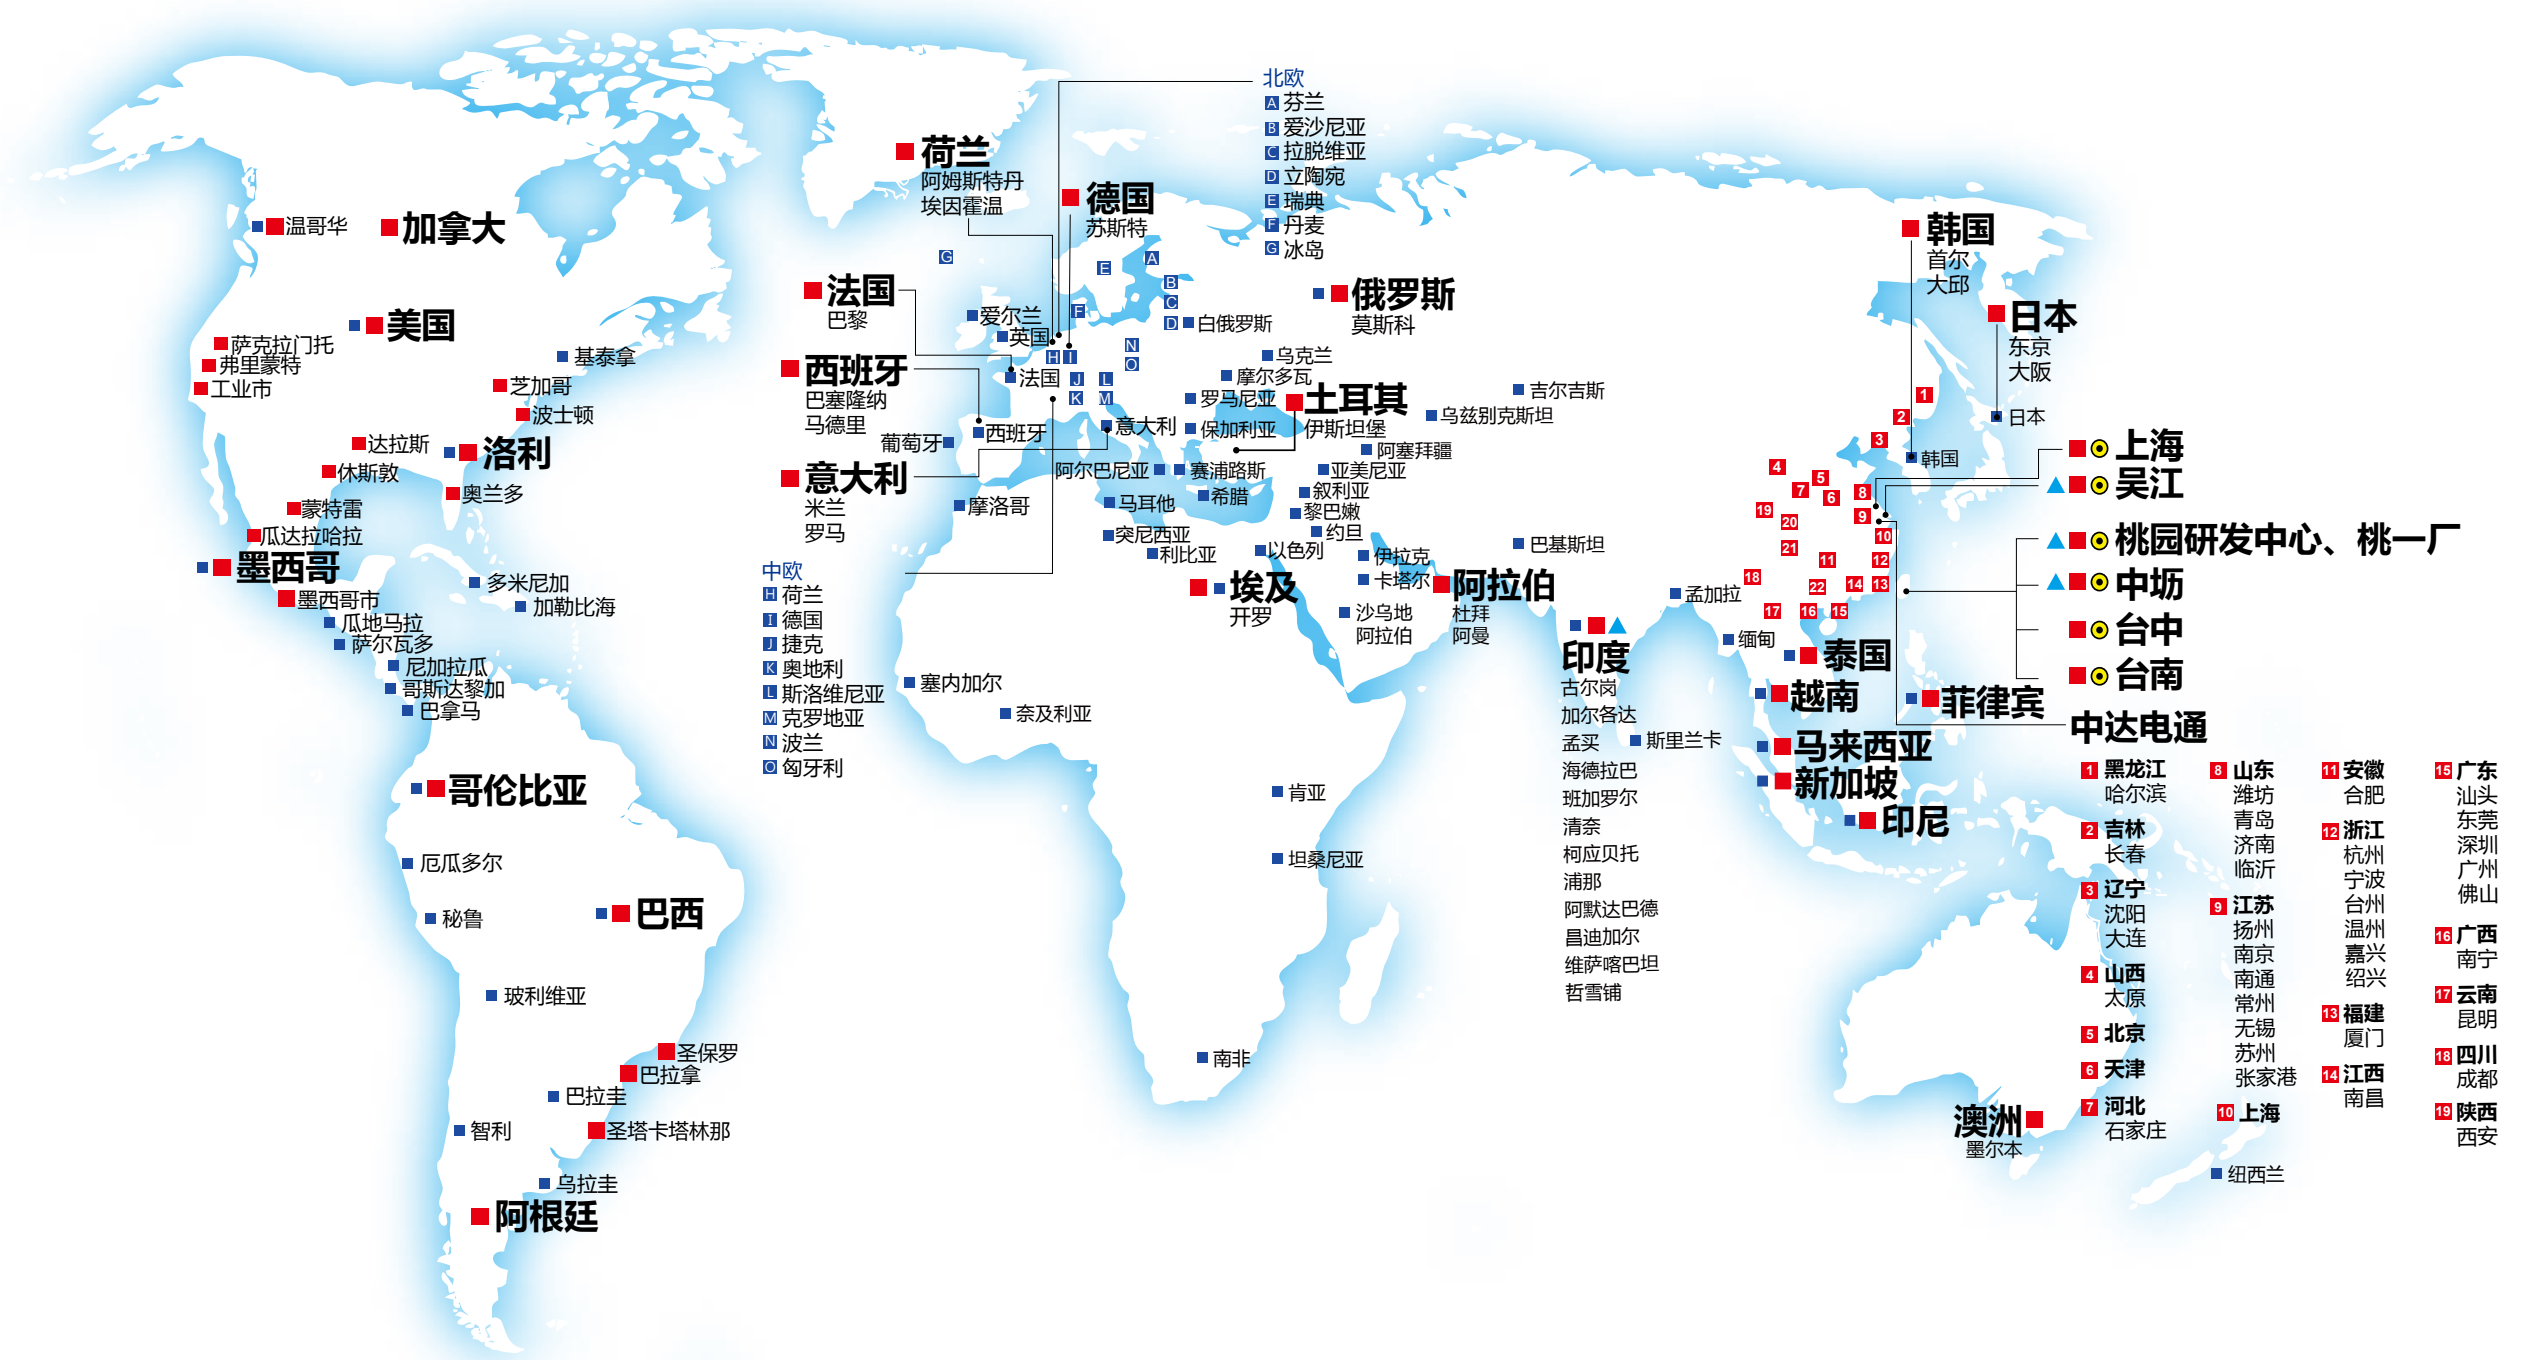 温哥华
加拿大
美国
萨克拉门托
弗里蒙特
工业市
基泰拿
芝加哥
波士顿
达拉斯
洛利
休斯敦
奥兰多
蒙特雷
瓜达拉哈拉
墨西哥
墨西哥市
多米尼加
加勒比海
瓜地马拉
萨尔瓦多
尼加拉瓜
哥斯达黎加
巴拿马
哥伦比亚
厄瓜多尔
秘鲁
巴西
玻利维亚
圣保罗
巴拉拿
巴拉圭
智利
圣塔卡塔林那
乌拉圭
阿根廷
荷兰
阿姆斯特丹
埃因霍温
德国
苏斯特
法国
巴黎
西班牙
巴塞隆纳
马德里
意大利
米兰
罗马
北欧
A 芬兰
B 爱沙尼亚
C 拉脱维亚
D 立陶宛
E 瑞典
F 丹麦
G 冰岛
G
E
A
B
C
D
F
N
O
H I
J L
K M
爱尔兰
英国
法国
白俄罗斯
俄罗斯
莫斯科
乌克兰
摩尔多瓦
罗马尼亚
土耳其
伊斯坦堡
保加利亚
意大利
葡萄牙
西班牙
吉尔吉斯
乌兹别克斯坦
阿塞拜疆
阿尔巴尼亚
赛浦路斯
亚美尼亚
希腊
叙利亚
马耳他
摩洛哥
黎巴嫩
约旦
突尼西亚
利比亚
以色列
伊拉克
卡塔尔
巴基斯坦
中欧
H 荷兰
I 德国
J 捷克
K 奥地利
L 斯洛维尼亚
M 克罗地亚
N 波兰
O 匈牙利
埃及
开罗
沙乌地
阿拉伯
阿拉伯
杜拜
阿曼
塞内加尔
奈及利亚
肯亚
坦桑尼亚
南非
孟加拉
缅甸
印度
古尔岗
加尔各达
孟买
海德拉巴
班加罗尔
清奈
柯应贝托
浦那
阿默达巴德
昌迪加尔
维萨喀巴坦
哲雪铺
斯里兰卡
泰国
越南
马来西亚
新加坡
印尼
菲律宾
韩国
首尔
大邱
日本
东京
大阪
日本
韩国
1
2
3
4
5
6
7
8
9
10
11
12
13
14
15
16
17
18
19
20
21
22
上海
吴江
桃园研发中心、桃一厂
中坜
台中
台南
中达电通
1 黑龙江
哈尔滨
2 吉林
长春
3 辽宁
沈阳
大连
4 山西
太原
5 北京
6 天津
7 河北
石家庄
8 山东
潍坊
青岛
济南
临沂
9 江苏
扬州
南京
南通
常州
无锡
苏州
张家港
10 上海
11 安徽
合肥
12 浙江
杭州
宁波
台州
温州
嘉兴
绍兴
13 福建
厦门
14 江西
南昌
15 广东
汕头
东莞
深圳
广州
佛山
16 广西
南宁
17 云南
昆明
18 四川
成都
19 陕西
西安
澳洲
墨尔本
纽西兰